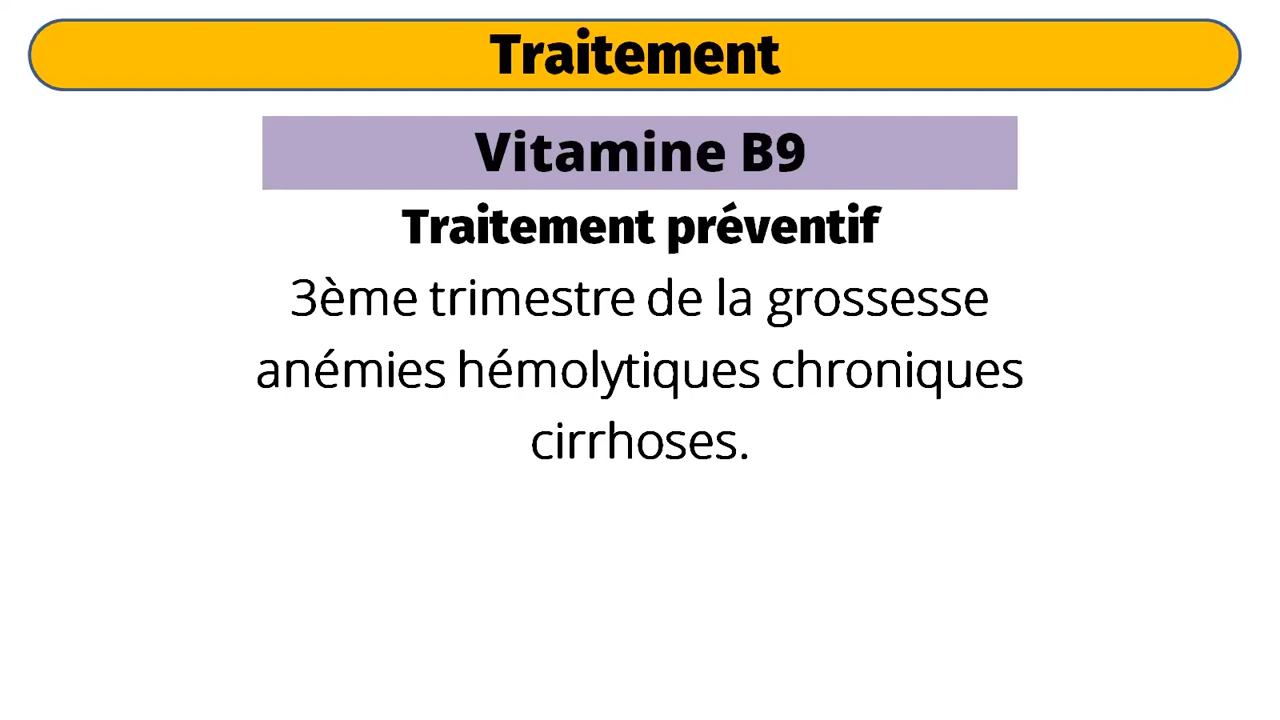 Traitement
Vitamine B9
Traitement préventif
3ème trimestre de la grossesse
anémies hémolytiques chroniques
cirrhoses.